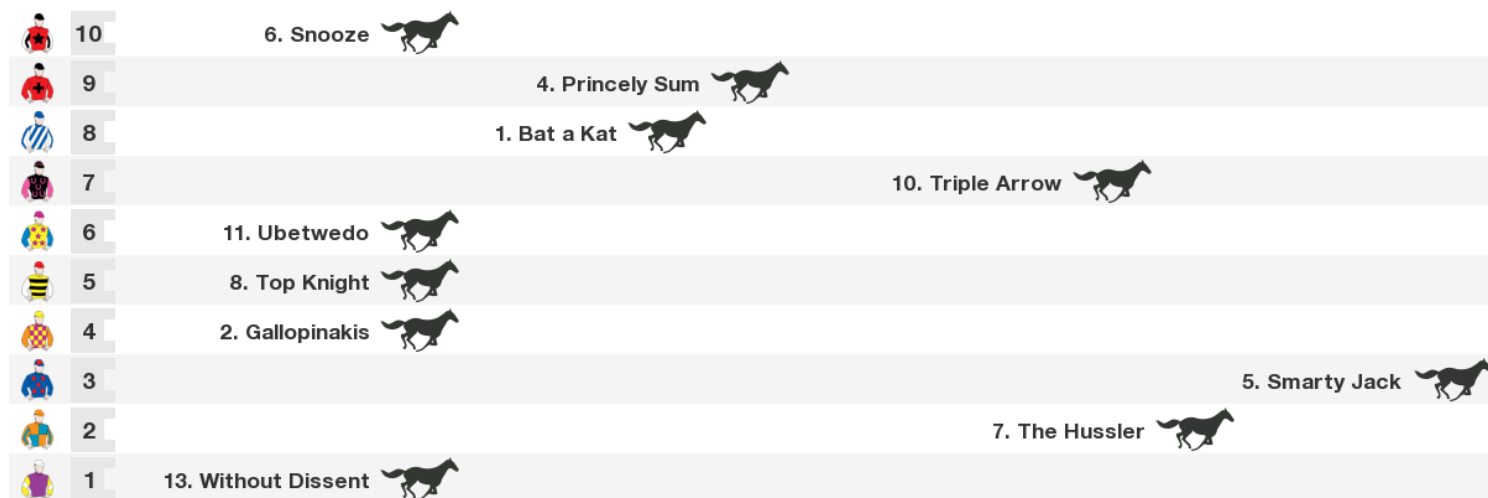 10 6. Snooze
9 4. Princely Sum
8 1. Bat a Kat
7 10. Triple Arrow
6 11. Ubetwedo
5 8. Top Knight
4 2. Gallopinakis
3 5. Smarty Jack
2 7. The Hussler
1 13. Without Dissent